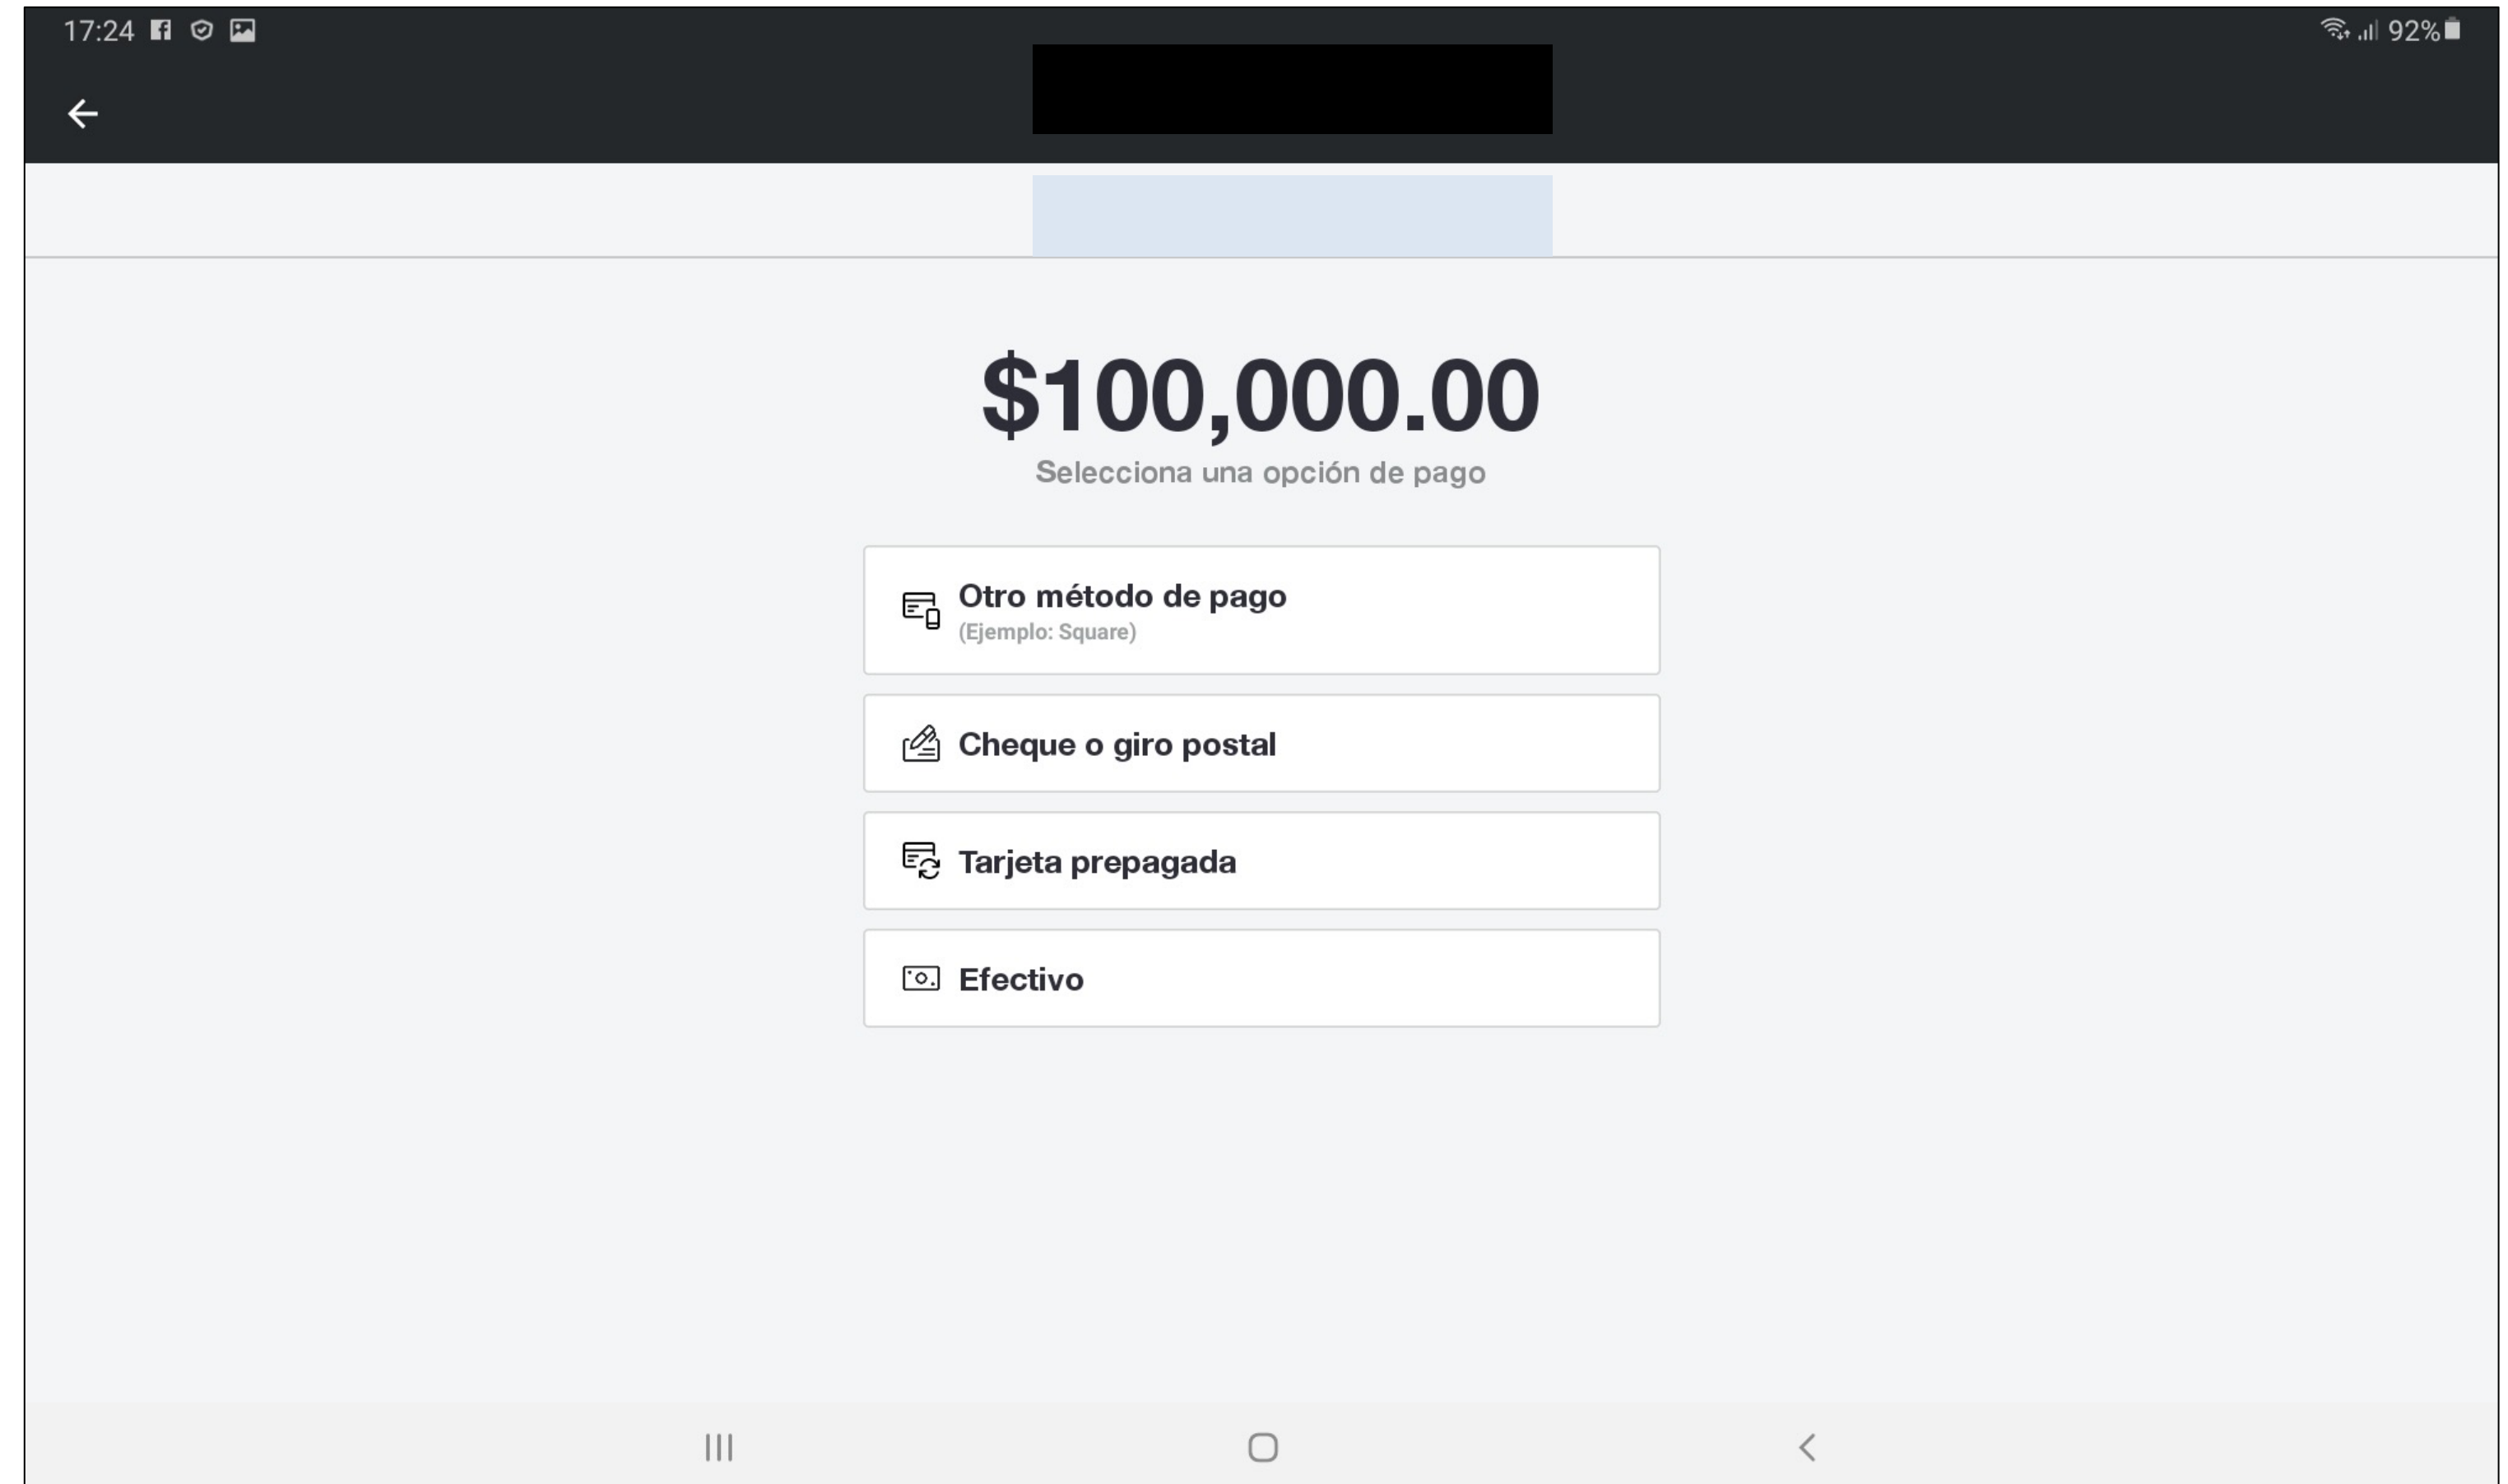 17:24
92%
$100,000.00
Selecciona una opción de pago
Otro método de pago
(Ejemplo: Square)
Cheque o giro postal
Tarjeta prepagada
Efectivo